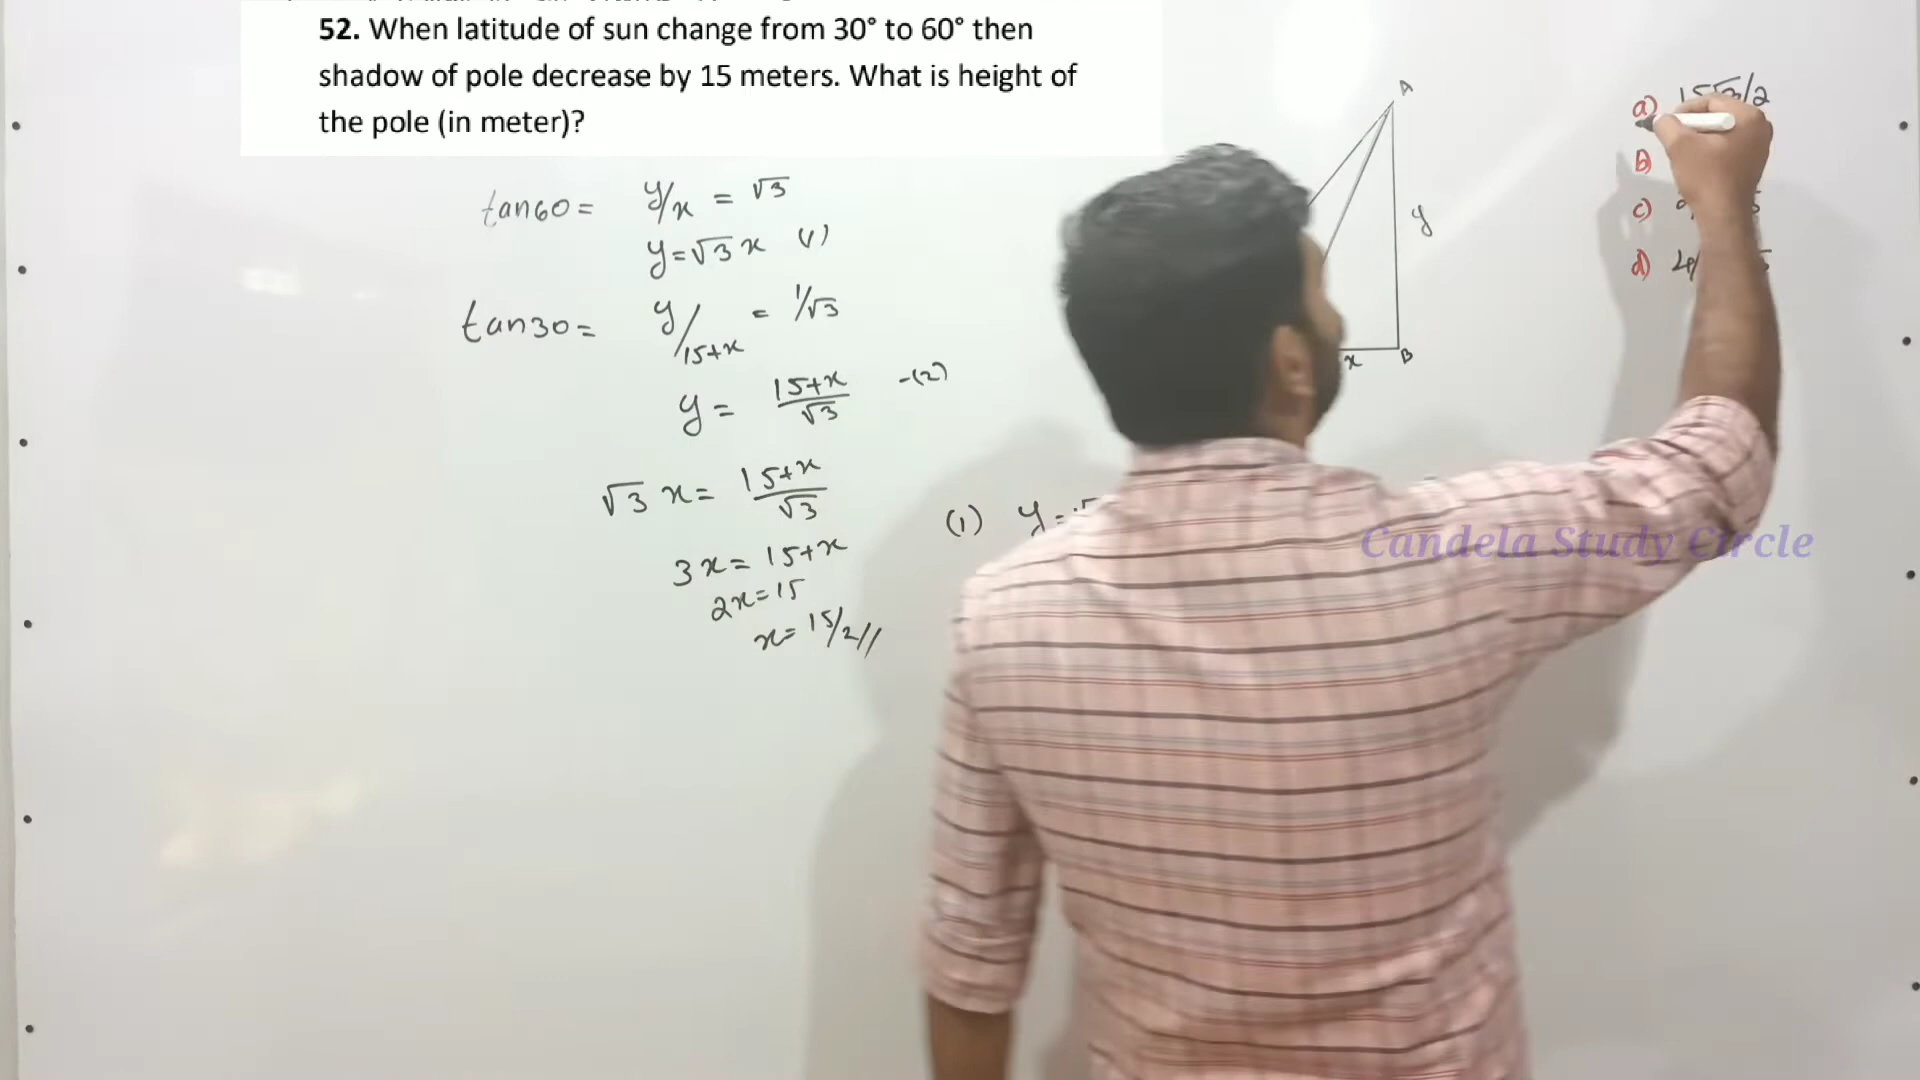 52. When latitude of sun change from 30° to 60° then
shadow of pole decrease by 15 meters. What is height of
the pole (in meter)?
tan60 = y/x = √3
y = √3 x (1)
tan30 = y/15+x = 1/√3
y = 15+x/√3 -(2)
√3 x = 15+x/√3
3x = 15+x
2x = 15
x = 15/2//
(1) y =
A
y
x
B
a) 15√3/2
b)
c)
d)
Candela Study Circle